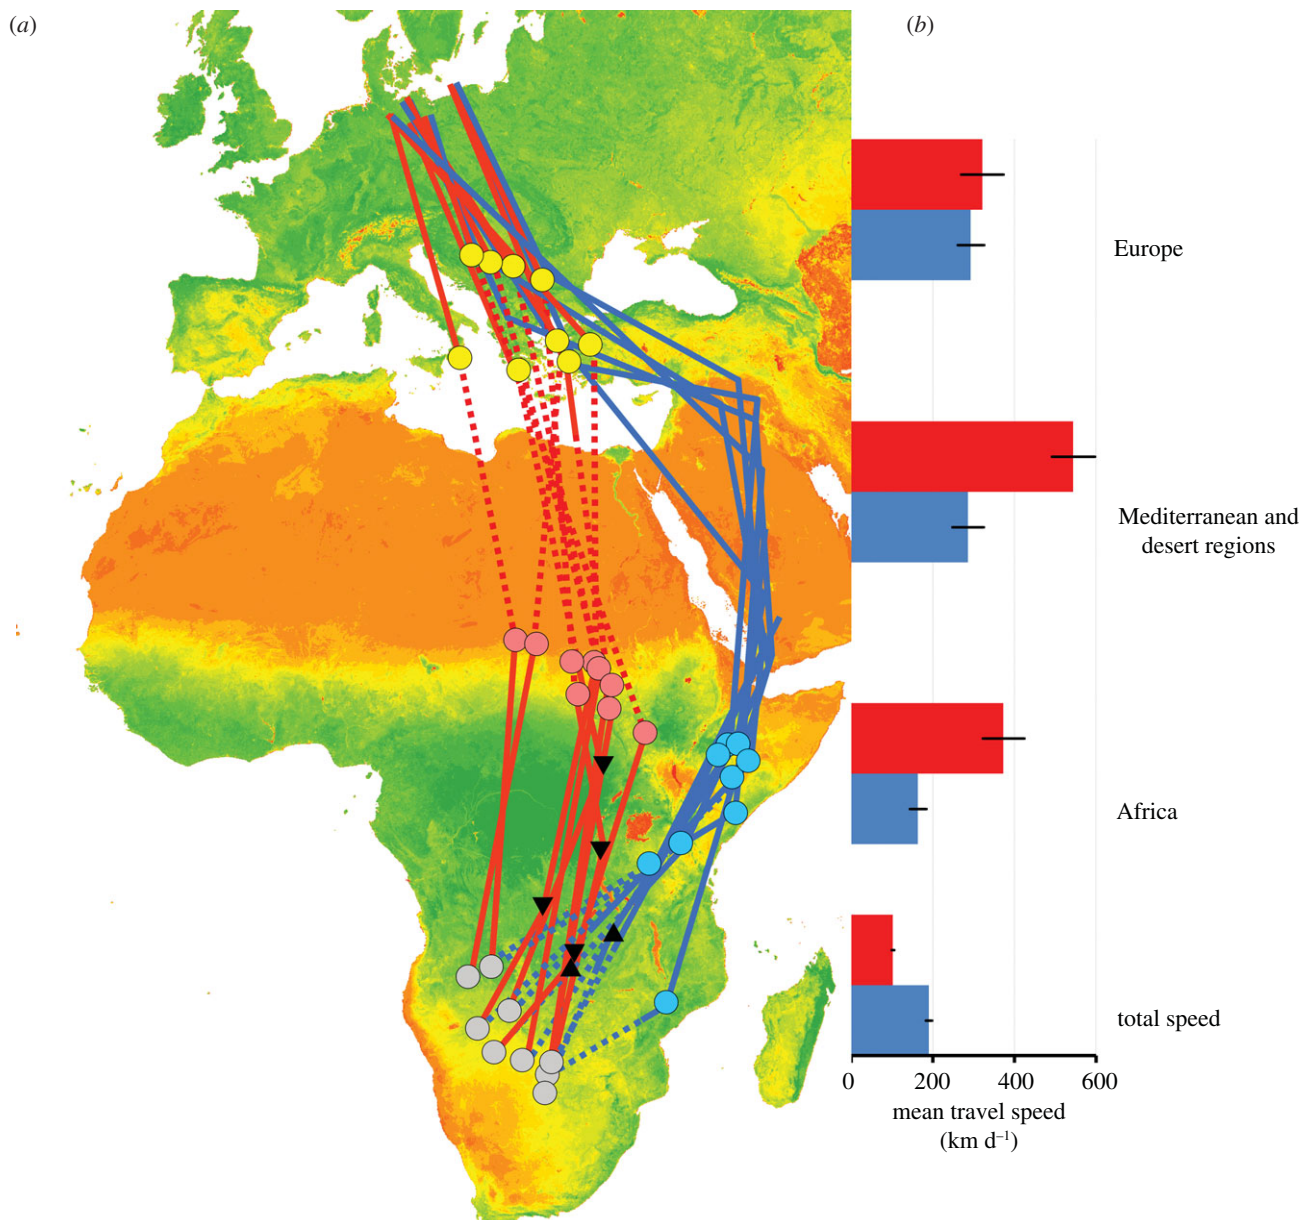 (a)
(b)
Europe
Mediterranean and
desert regions
Africa
total speed
0 200 400 600
mean travel speed
(km d⁻¹)